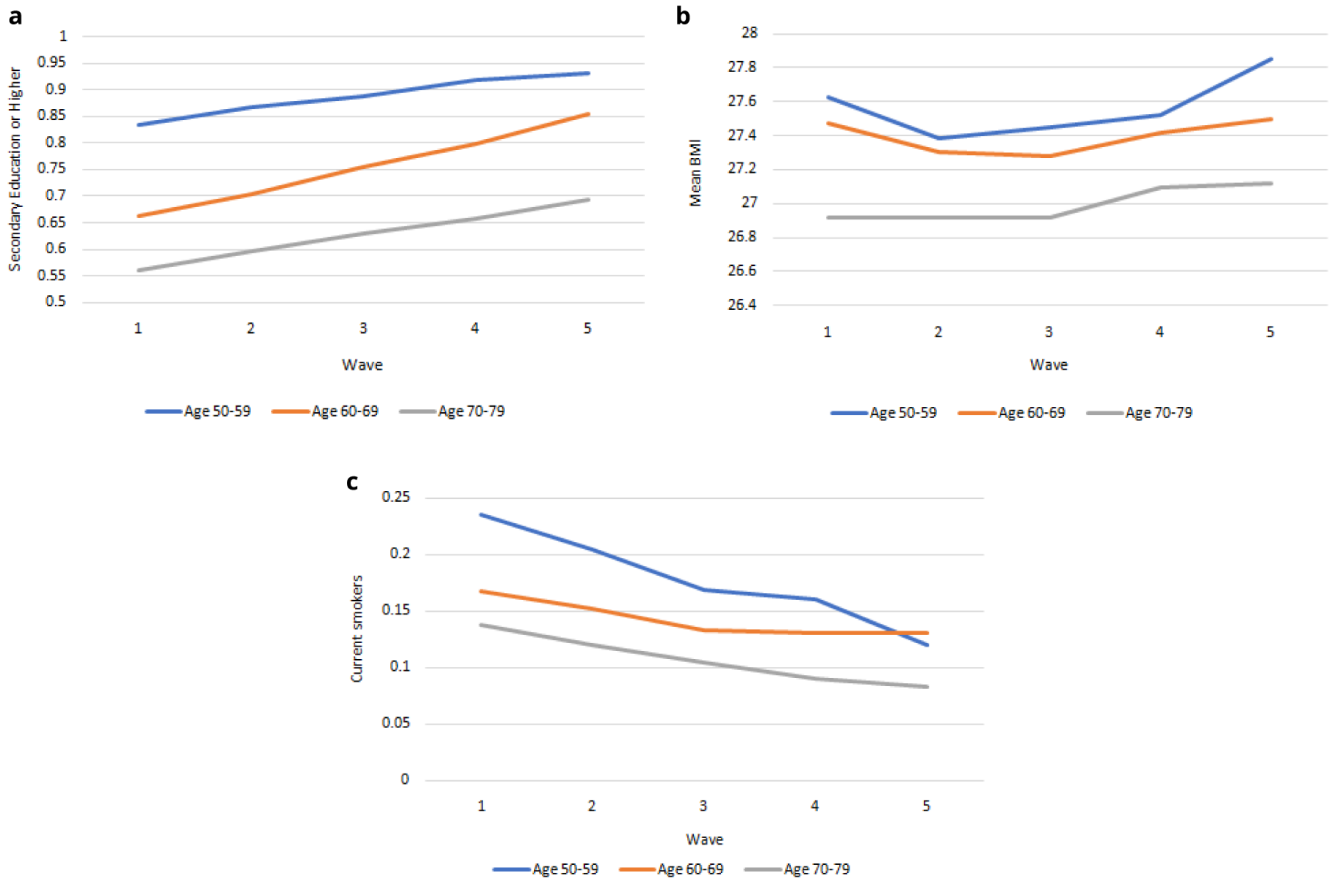 a
Secondary Education or Higher
1
0.95
0.9
0.85
0.8
0.75
0.7
0.65
0.6
0.55
0.5
1 2 3 4 5
Wave
Age 50-59 Age 60-69 Age 70-79
b
Mean BMI
28
27.8
27.6
27.4
27.2
27
26.8
26.6
26.4
1 2 3 4 5
Wave
Age 50-59 Age 60-69 Age 70-79
c
Current smokers
0.25
0.2
0.15
0.1
0.05
0
1 2 3 4 5
Wave
Age 50-59 Age 60-69 Age 70-79